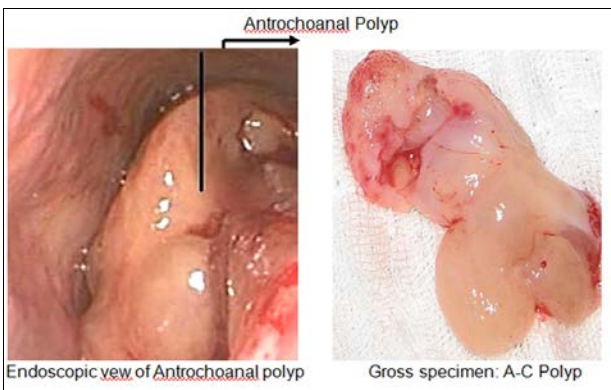 Antrochoanal Polyp
Endoscopic vew of Antrochoanal polyp
Gross specimen: A-C Polyp